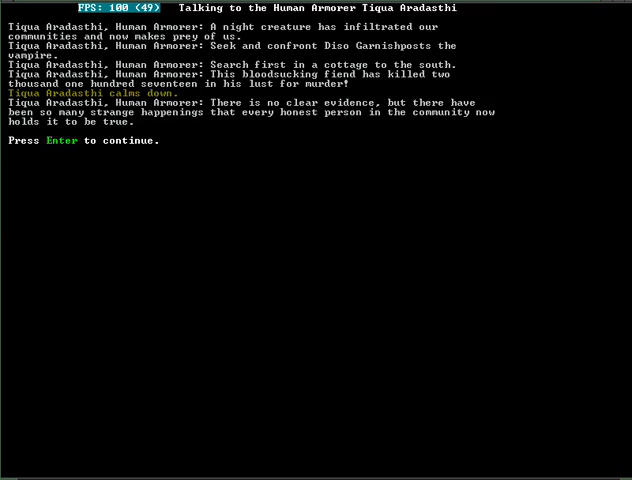 FPS: 100 (49) Talking to the Human Armorer Tiqua Aradasthi
Tiqua Aradasthi, Human Armorer: A night creature has infiltrated our
communities and now makes prey of us.
Tiqua Aradasthi, Human Armorer: Seek and confront Diso Garnishposts the
vampire.
Tiqua Aradasthi, Human Armorer: Search first in a cottage to the south.
Tiqua Aradasthi, Human Armorer: This bloodsucking fiend has killed two
thousand one hundred seventeen in his lust for murder!
Tiqua Aradasthi calms down.
Tiqua Aradasthi, Human Armorer: There is no clear evidence, but there have
been so many strange happenings that every honest person in the community now
holds it to be true.
Press Enter to continue.